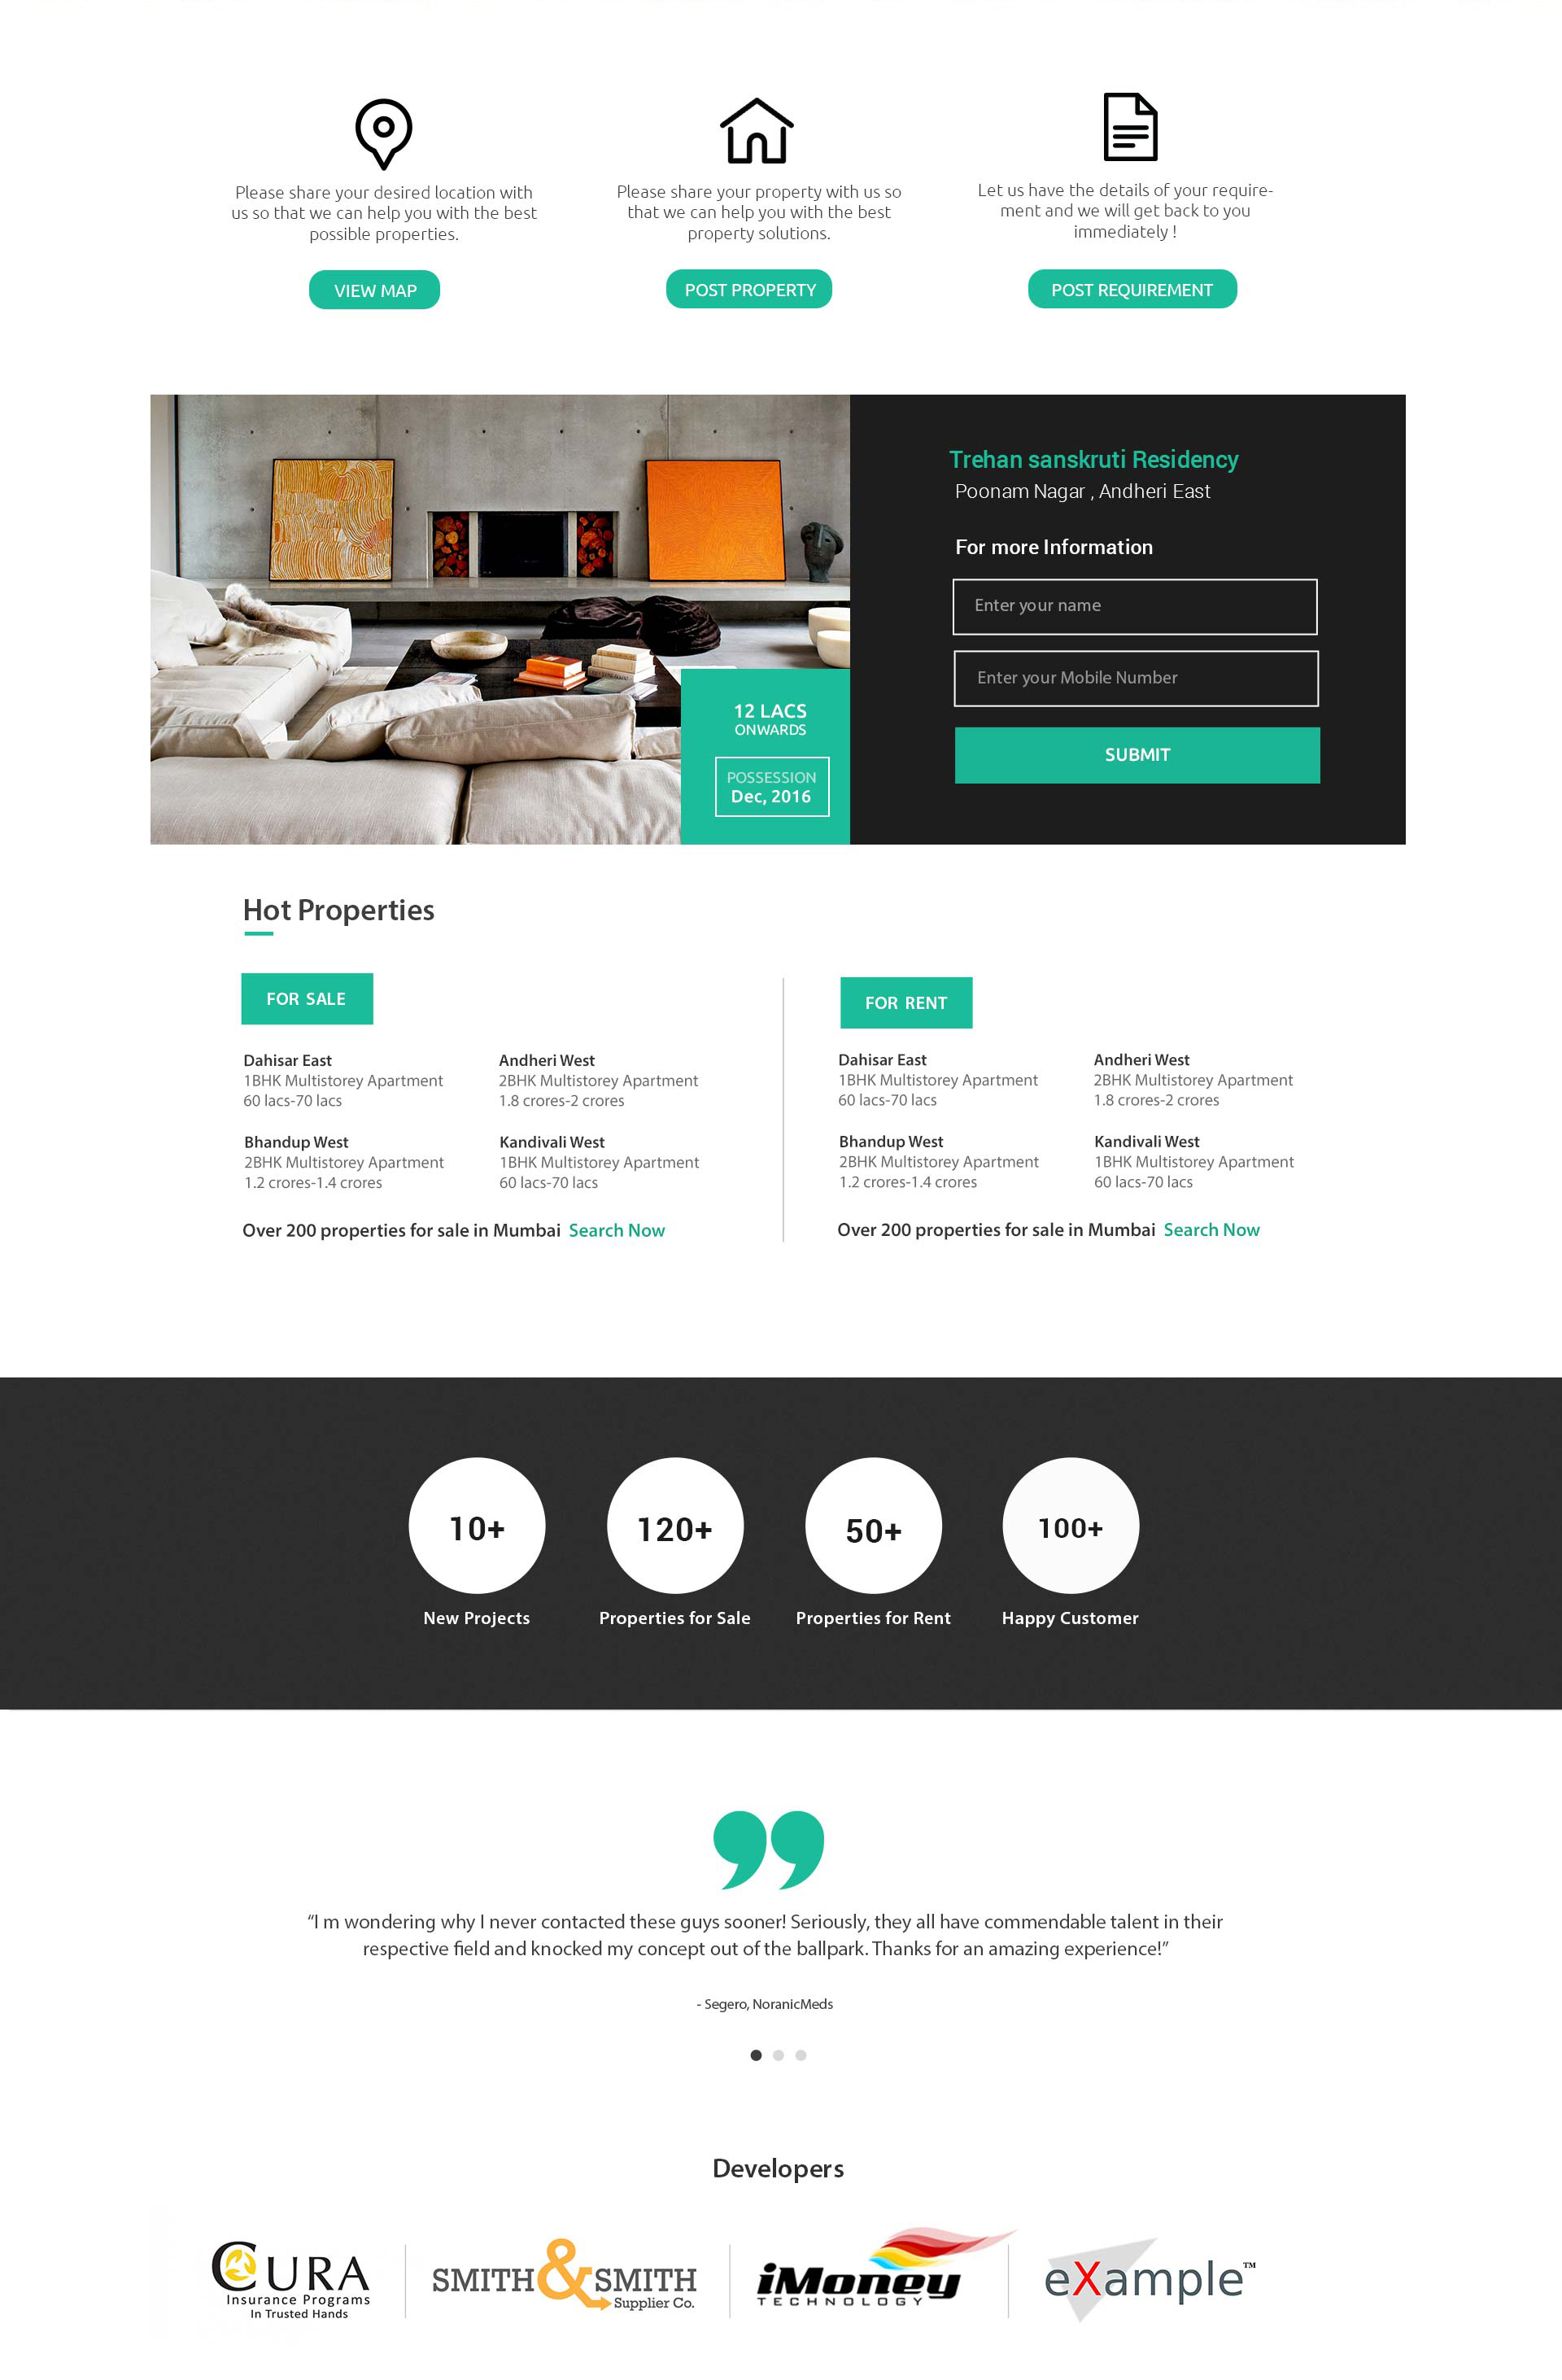 Please share your desired location with
us so that we can help you with the best
possible properties.
VIEW MAP
Please share your property with us so
that we can help you with the best
property solutions.
POST PROPERTY
Let us have the details of your require-
ment and we will get back to you
immediately !
POST REQUIREMENT
12 LACS
ONWARDS
POSSESSION
Dec, 2016
Trehan sanskruti Residency
Poonam Nagar , Andheri East
For more Information
Enter your name
Enter your Mobile Number
SUBMIT
Hot Properties
FOR SALE
Dahisar East
1BHK Multistorey Apartment
60 lacs-70 lacs
Andheri West
2BHK Multistorey Apartment
1.8 crores-2 crores
Bhandup West
2BHK Multistorey Apartment
1.2 crores-1.4 crores
Kandivali West
1BHK Multistorey Apartment
60 lacs-70 lacs
Over 200 properties for sale in Mumbai Search Now
FOR RENT
Dahisar East
1BHK Multistorey Apartment
60 lacs-70 lacs
Andheri West
2BHK Multistorey Apartment
1.8 crores-2 crores
Bhandup West
2BHK Multistorey Apartment
1.2 crores-1.4 crores
Kandivali West
1BHK Multistorey Apartment
60 lacs-70 lacs
Over 200 properties for sale in Mumbai Search Now
10+
New Projects
120+
Properties for Sale
50+
Properties for Rent
100+
Happy Customer
“I m wondering why I never contacted these guys sooner! Seriously, they all have commendable talent in their
respective field and knocked my concept out of the ballpark. Thanks for an amazing experience!”
- Segero, NoranicMeds
Developers
CURA
Insurance Programs
In Trusted Hands
SMITH & SMITH
Supplier Co.
iMoney
TECHNOLOGY
eXample™